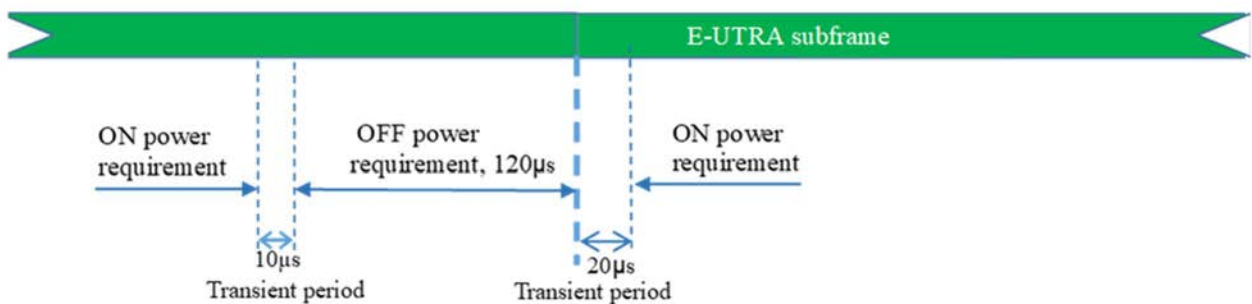 E-UTRA subframe
ON power
requirement
OFF power
requirement, 120µs
ON power
requirement
10µs
Transient period
20µs
Transient period